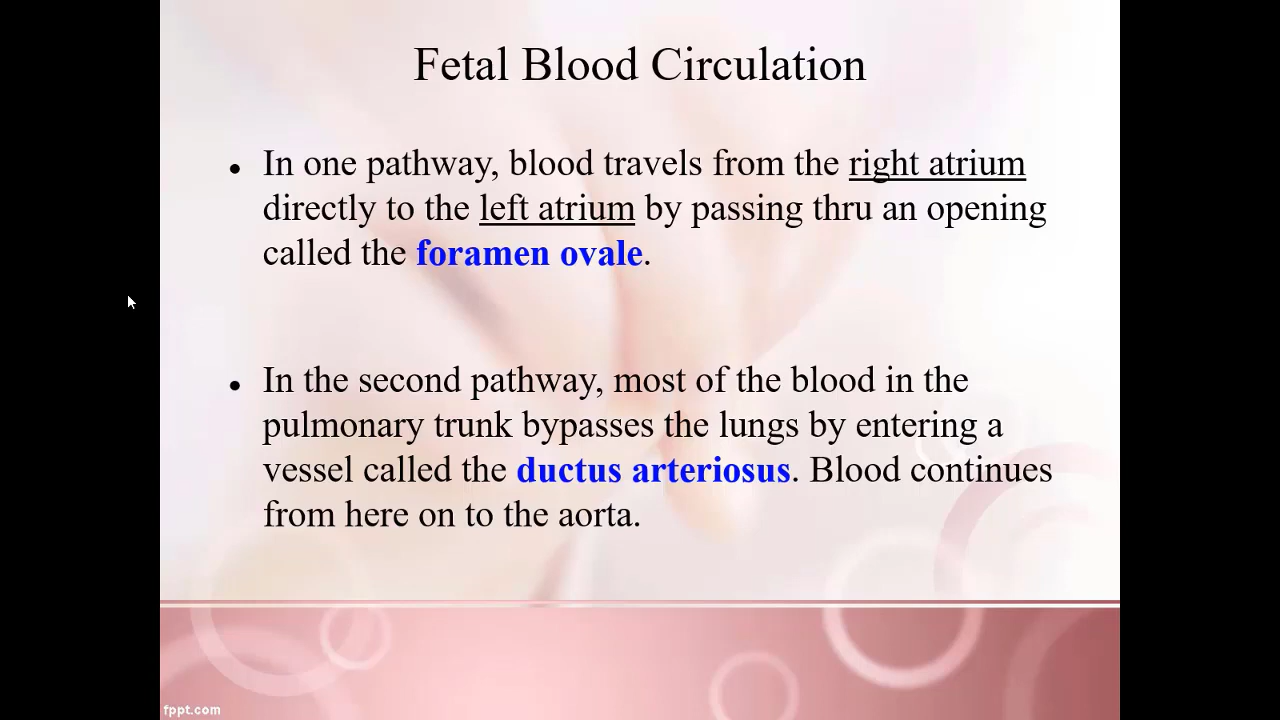 Fetal Blood Circulation
• In one pathway, blood travels from the right atrium
directly to the left atrium by passing thru an opening
called the foramen ovale.
• In the second pathway, most of the blood in the
pulmonary trunk bypasses the lungs by entering a
vessel called the ductus arteriosus. Blood continues
from here on to the aorta.
fppt.com